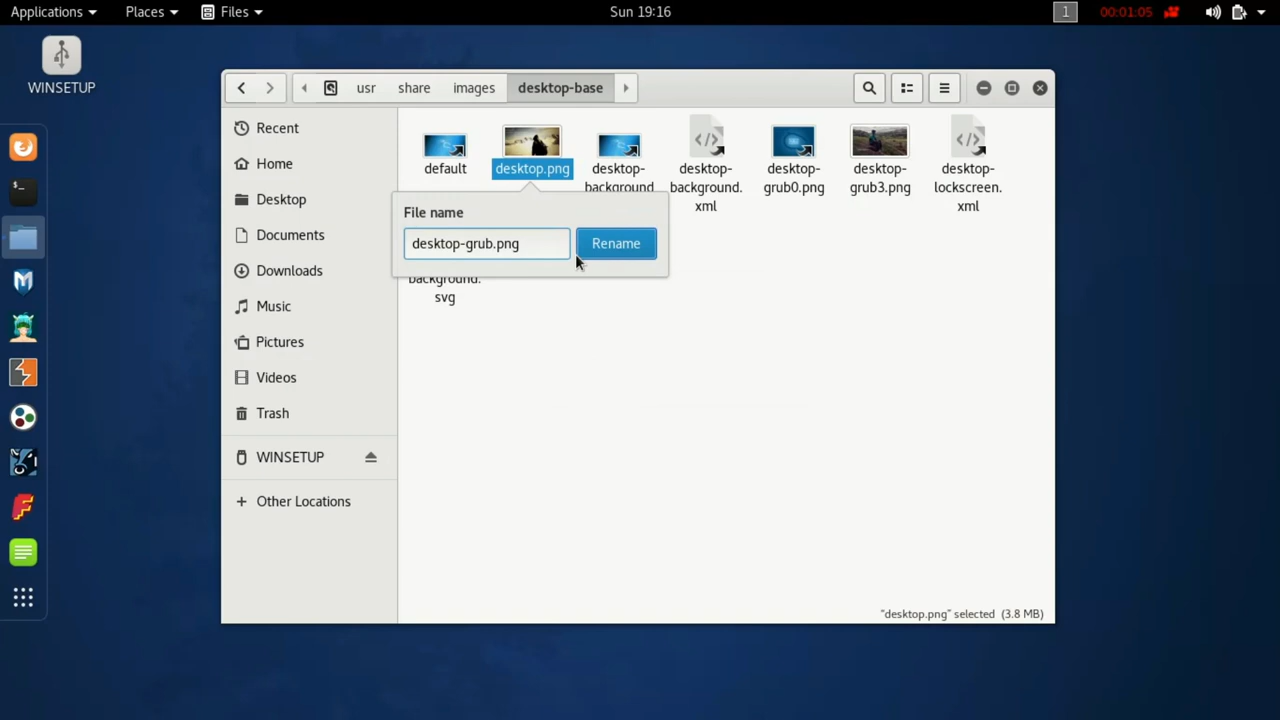 Applications
Places
Files
Sun 19:16
1
00:01:05
WINSETUP
usr
share
images
desktop-base
Recent
Home
Desktop
Documents
Downloads
Music
Pictures
Videos
Trash
WINSETUP
Other Locations
default
desktop.png
desktop-
background
desktop-
background.
xml
desktop-
grub0.png
desktop-
grub3.png
desktop-
lockscreen.
xml
File name
desktop-grub.png
Rename
background.
svg
"desktop.png" selected (3.8 MB)